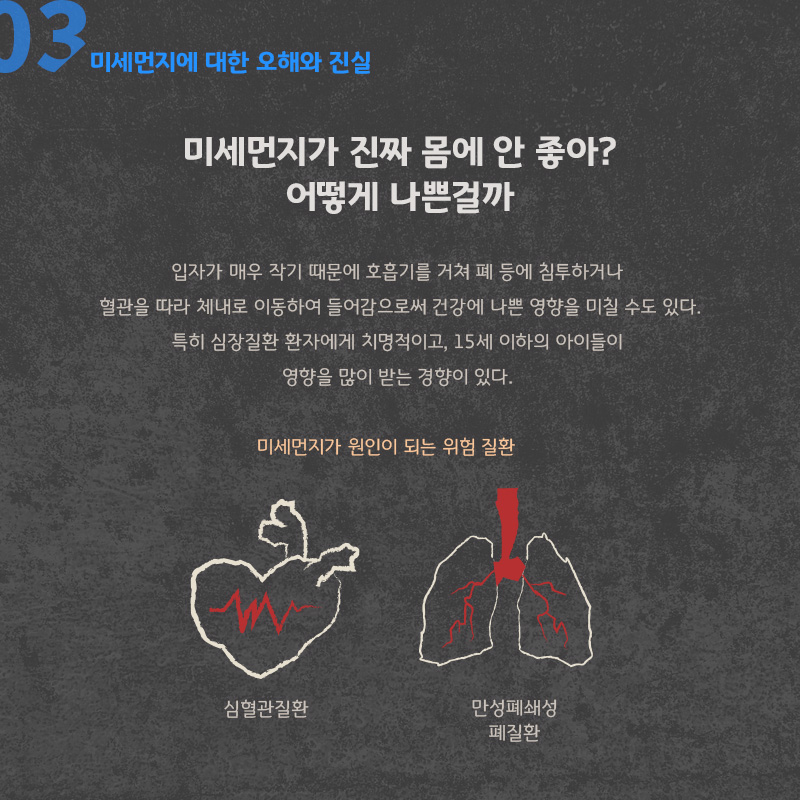 03 미세먼지에 대한 오해와 진실
미세먼지가 진짜 몸에 안 좋아?
어떻게 나쁜걸까
입자가 매우 작기 때문에 호흡기를 거쳐 폐 등에 침투하거나
혈관을 따라 체내로 이동하여 들어감으로써 건강에 나쁜 영향을 미칠 수도 있다.
특히 심장질환 환자에게 치명적이고, 15세 이하의 아이들이
영향을 많이 받는 경향이 있다.
미세먼지가 원인이 되는 위험 질환
심혈관질환
만성폐쇄성
폐질환